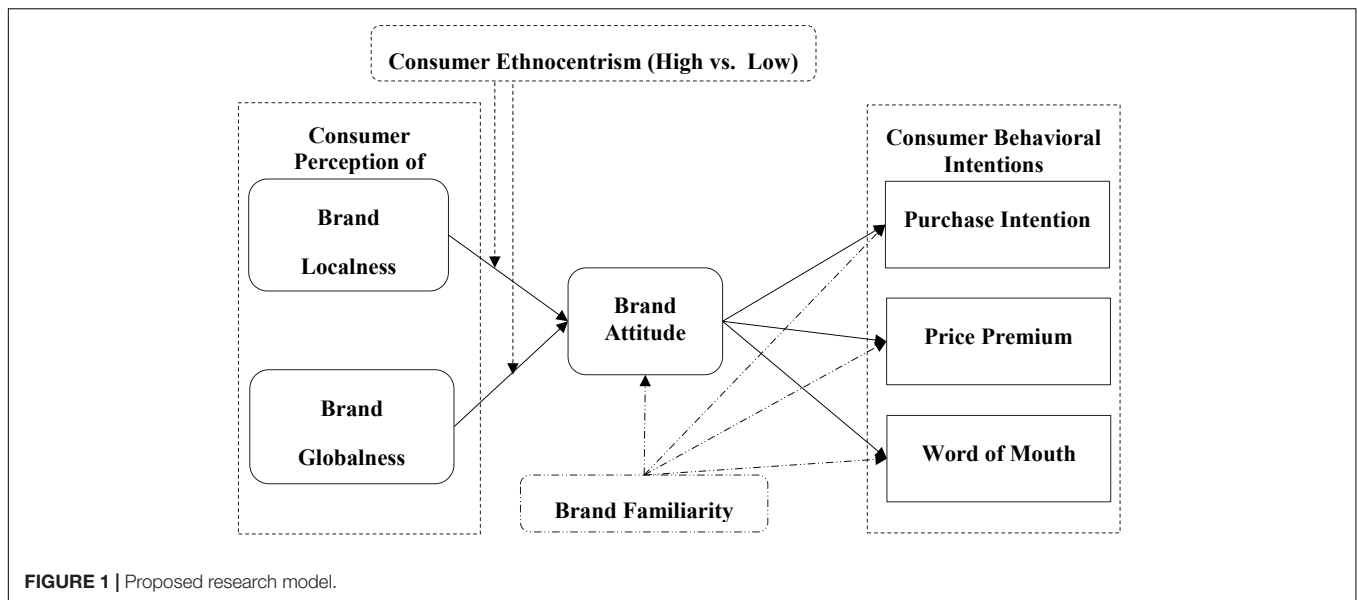 Consumer Ethnocentrism (High vs. Low)
Consumer
Perception of
Brand
Localness
Brand
Globalness
Brand
Attitude
Brand Familiarity
Consumer Behavioral
Intentions
Purchase Intention
Price Premium
Word of Mouth
FIGURE 1 | Proposed research model.